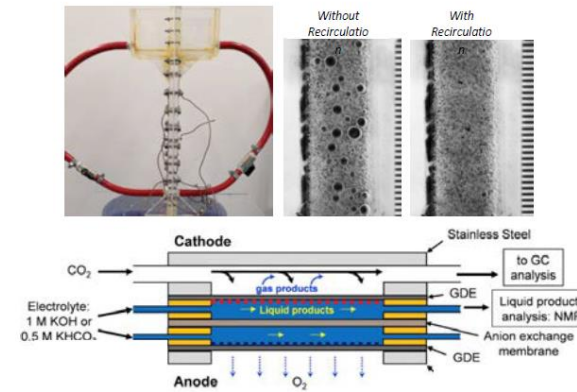 Without
Recirculatio
n
With
Recirculatio
n
Cathode
Stainless Steel
CO₂
gas products
to GC
analysis
GDE
Electrolyte:
1 M KOH or
0.5 M KHCO₃
Liquid products
Liquid product
analysis: NMR
Anion exchange
membrane
GDE
Anode
O₂